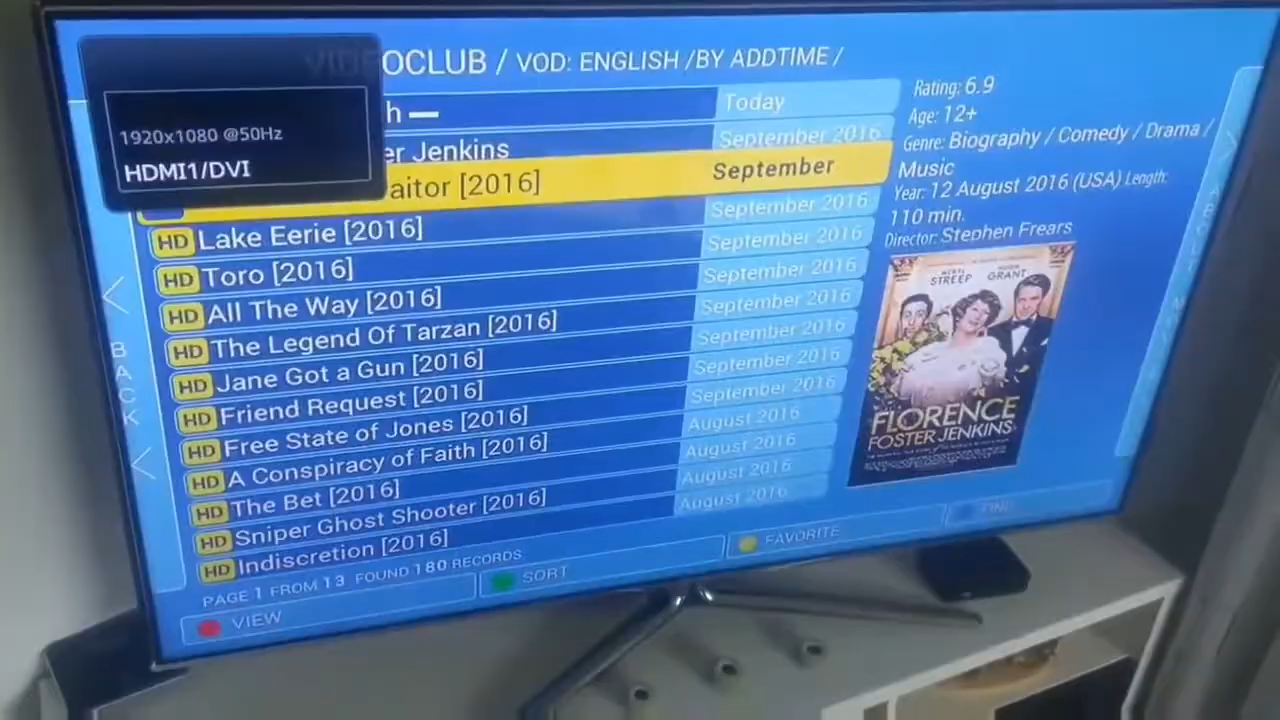 VIDEOCLUB / VOD: ENGLISH /BY ADDTIME /
1920x1080 @50Hz
HDMI1/DVI
h Today
er Jenkins September 2016
aitor [2016] September
September 2016
HD Lake Eerie [2016] September 2016
HD Toro [2016] September 2016
HD All The Way [2016] September 2016
HD The Legend Of Tarzan [2016] September 2016
HD Jane Got a Gun [2016] September 2016
HD Friend Request [2016] September 2016
HD Free State of Jones [2016] August 2016
HD A Conspiracy of Faith [2016] August 2016
HD The Bet [2016] August 2016
HD Sniper Ghost Shooter [2016] August 2016
HD Indiscretion [2016]
PAGE 1 FROM 13 FOUND 180 RECORDS
VIEW
SORT
FAVORITE
FIND
BACK
Rating: 6.9
Age: 12+
Genre: Biography / Comedy / Drama /
Music
Year: 12 August 2016 (USA) Length:
110 min.
Director: Stephen Frears
STREEP
GRANT
FLORENCE
FOSTER JENKINS